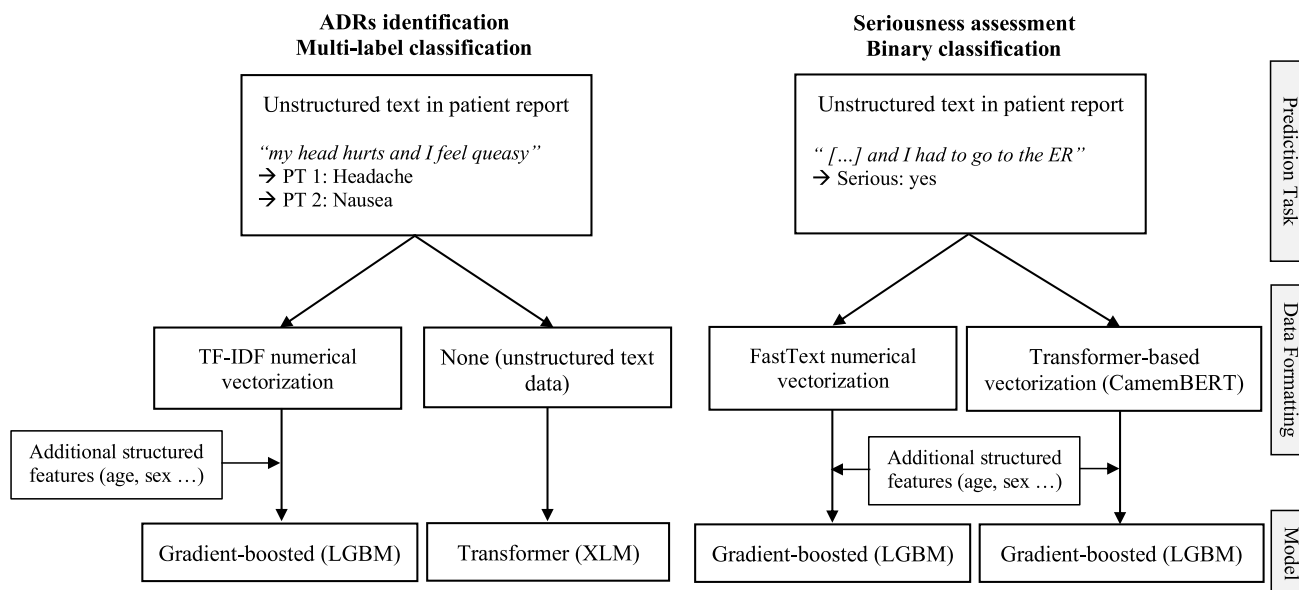 ADRs identification
Multi-label classification
Unstructured text in patient report
“my head hurts and I feel queasy”
→ PT 1: Headache
→ PT 2: Nausea
TF-IDF numerical
vectorization
None (unstructured text
data)
Additional structured
features (age, sex …)
Gradient-boosted (LGBM)
Transformer (XLM)
Seriousness assessment
Binary classification
Unstructured text in patient report
“ […] and I had to go to the ER”
→ Serious: yes
FastText numerical
vectorization
Transformer-based
vectorization (CamemBERT)
Additional structured
features (age, sex …)
Gradient-boosted (LGBM)
Gradient-boosted (LGBM)
Prediction Task
Data Formatting
Model